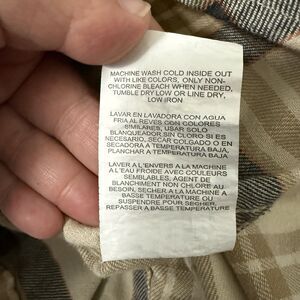 MACHINE WASH COLD INSIDE OUT
WITH LIKE COLORS, ONLY NON-
CHLORINE BLEACH WHEN NEEDED,
TUMBLE DRY LOW OR LINE DRY,
LOW IRON
LAVAR EN LAVADORA CON AGUA
FRIA AL REVES CON COLORES
SIMILARES, USAR SOLO
BLANQUEADOR SIN CLORO SI ES
NECESARIO, SECAR COLGADO O EN
SECADORA A TEMPERATURA BAJA
PLANCHAR A TEMPERATURA BAJA
LAVER A L'ENVERS A LA MACHINE
A L'EAU FROIDE AVEC COULEURS
SEMBLABLES, AGENT DE
BLANCHIMENT NON CHLORE AU
BESOIN, SECHER A LA MACHINE A
BASSE TEMPERATURE OU
SUSPENDRE POUR SECHER,
REPASSER A BASSE TEMPERATURE